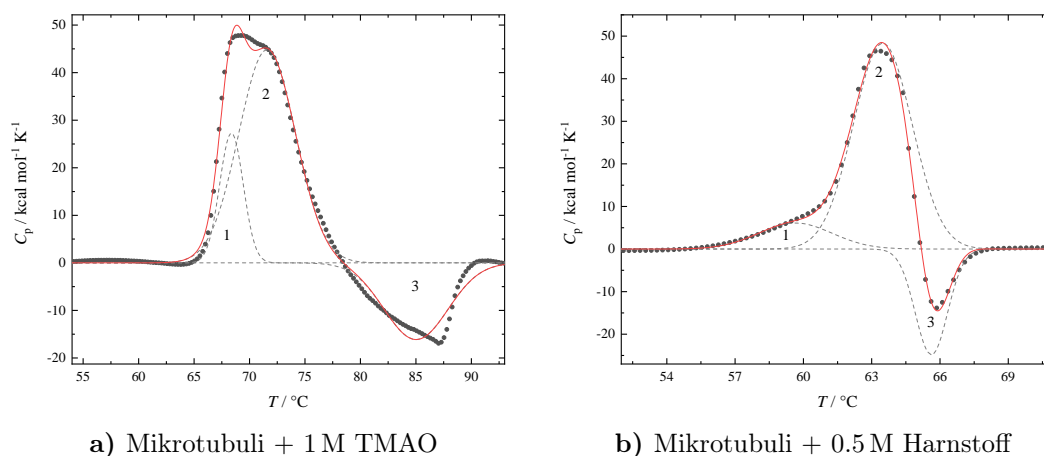 50
40
30
20
10
0
-10
-20
C_p / kcal mol⁻¹ K⁻¹
1
2
3
55 60 65 70 75 80 85 90
T / °C
a) Mikrotubuli + 1 M TMAO
50
40
30
20
10
0
-10
-20
C_p / kcal mol⁻¹ K⁻¹
1
2
3
54 57 60 63 66 69
T / °C
b) Mikrotubuli + 0.5 M Harnstoff